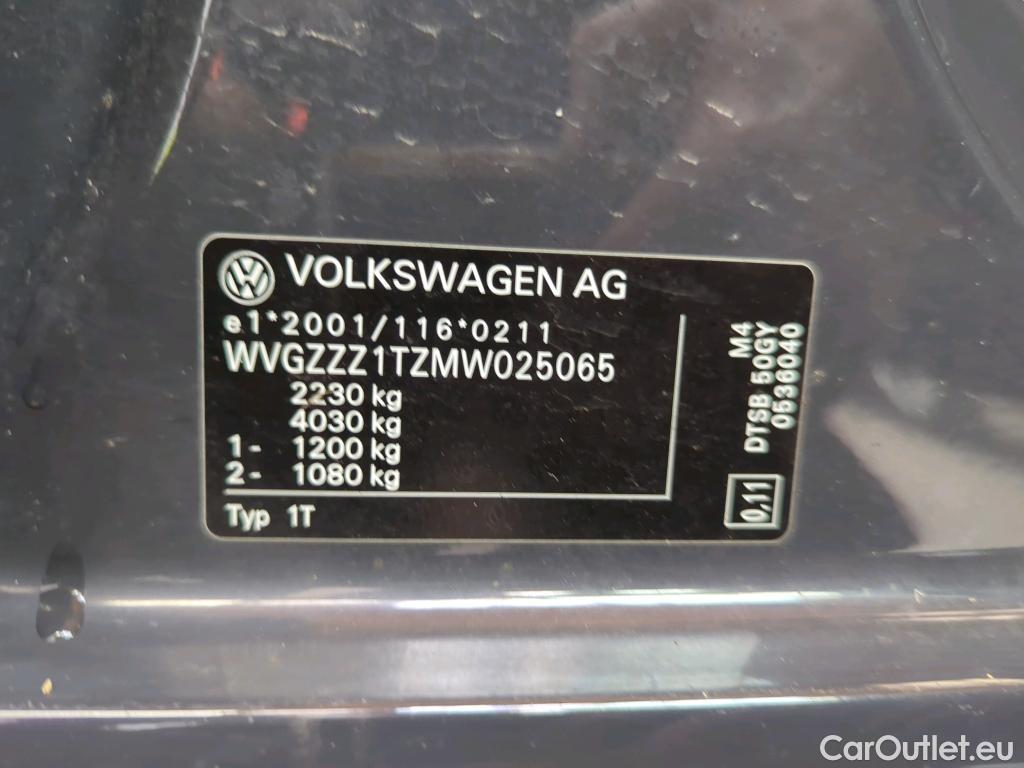 VOLKSWAGEN AG
e1*2001/116*0211
WVGZZZ1TZMW025065
2230 kg
4030 kg
1- 1200 kg
2- 1080 kg
Typ 1T
M4
DTSB 50GY
0536040
0,11
CarOutlet.eu